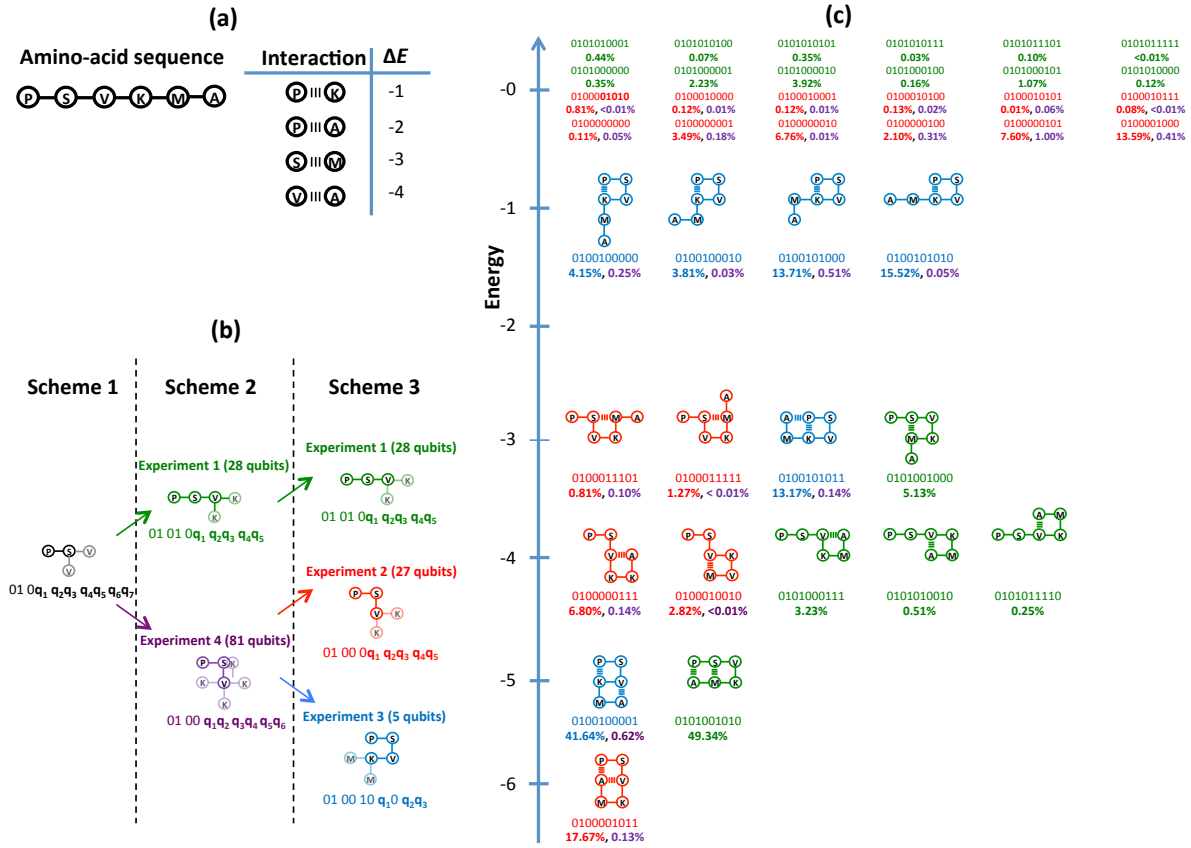 (a)
Amino-acid sequence
P S V K M A
Interaction ΔE
P K -1
P A -2
S M -3
V A -4
(b)
Scheme 1 Scheme 2 Scheme 3
Experiment 1 (28 qubits)
P S V K
K
01 01 0q1 q2q3 q4q5
Experiment 1 (28 qubits)
P S V K
K
01 01 0q1 q2q3 q4q5
P S V
V
01 0q1 q2q3 q4q5q6q7
Experiment 2 (27 qubits)
P S
V K
K
01 00 0q1 q2q3 q4q5
Experiment 4 (81 qubits)
P S K
K V K
K
01 00 q1q2 q3q4 q5q6
Experiment 3 (5 qubits)
P S
M K V
M
01 00 10 q10 q2q3
(c)
Energy
-0
-1
-2
-3
-4
-5
-6
0101010001 0101010100 0101010101 0101010111 0101011101 0101011111
0.44% 0.07% 0.35% 0.03% 0.10% <0.01%
0101000000 0101000001 0101000010 0101000100 0101000101 0101010000
0.35% 2.23% 3.92% 0.16% 1.07% 0.12%
0100001010 0100010000 0100010001 0100010100 0100010101 0100010111
0.81%, <0.01% 0.12%, 0.01% 0.12%, 0.01% 0.13%, 0.02% 0.01%, 0.06% 0.08%, <0.01%
0100000000 0100000001 0100000010 0100000100 0100000101 0100001000
0.11%, 0.05% 3.49%, 0.18% 6.76%, 0.01% 2.10%, 0.31% 7.60%, 1.00% 13.59%, 0.41%
P S P S P S P S
K V K V M K V A M K V
M A M A
A
0100100000 0100100010 0100101000 0100101010
4.15%, 0.25% 3.81%, 0.03% 13.71%, 0.51% 15.52%, 0.05%
A
P S M A P S M A P S P S V
V K V K M K V M K
A
0100011101 0100011111 0100101011 0101001000
0.81%, 0.10% 1.27%, < 0.01% 13.17%, 0.14% 5.13%
A M
P S P S P S V A P S V K P S V K
V A V K K M A M
K K M V
0100000111 0100010010 0101000111 0101010010 0101011110
6.80%, 0.14% 2.82%, <0.01% 3.23% 0.51% 0.25%
P S P S V
K V A M K
M A
0100100001 0101001010
41.64%, 0.62% 49.34%
P S
A V
M K
0100001011
17.67%, 0.13%